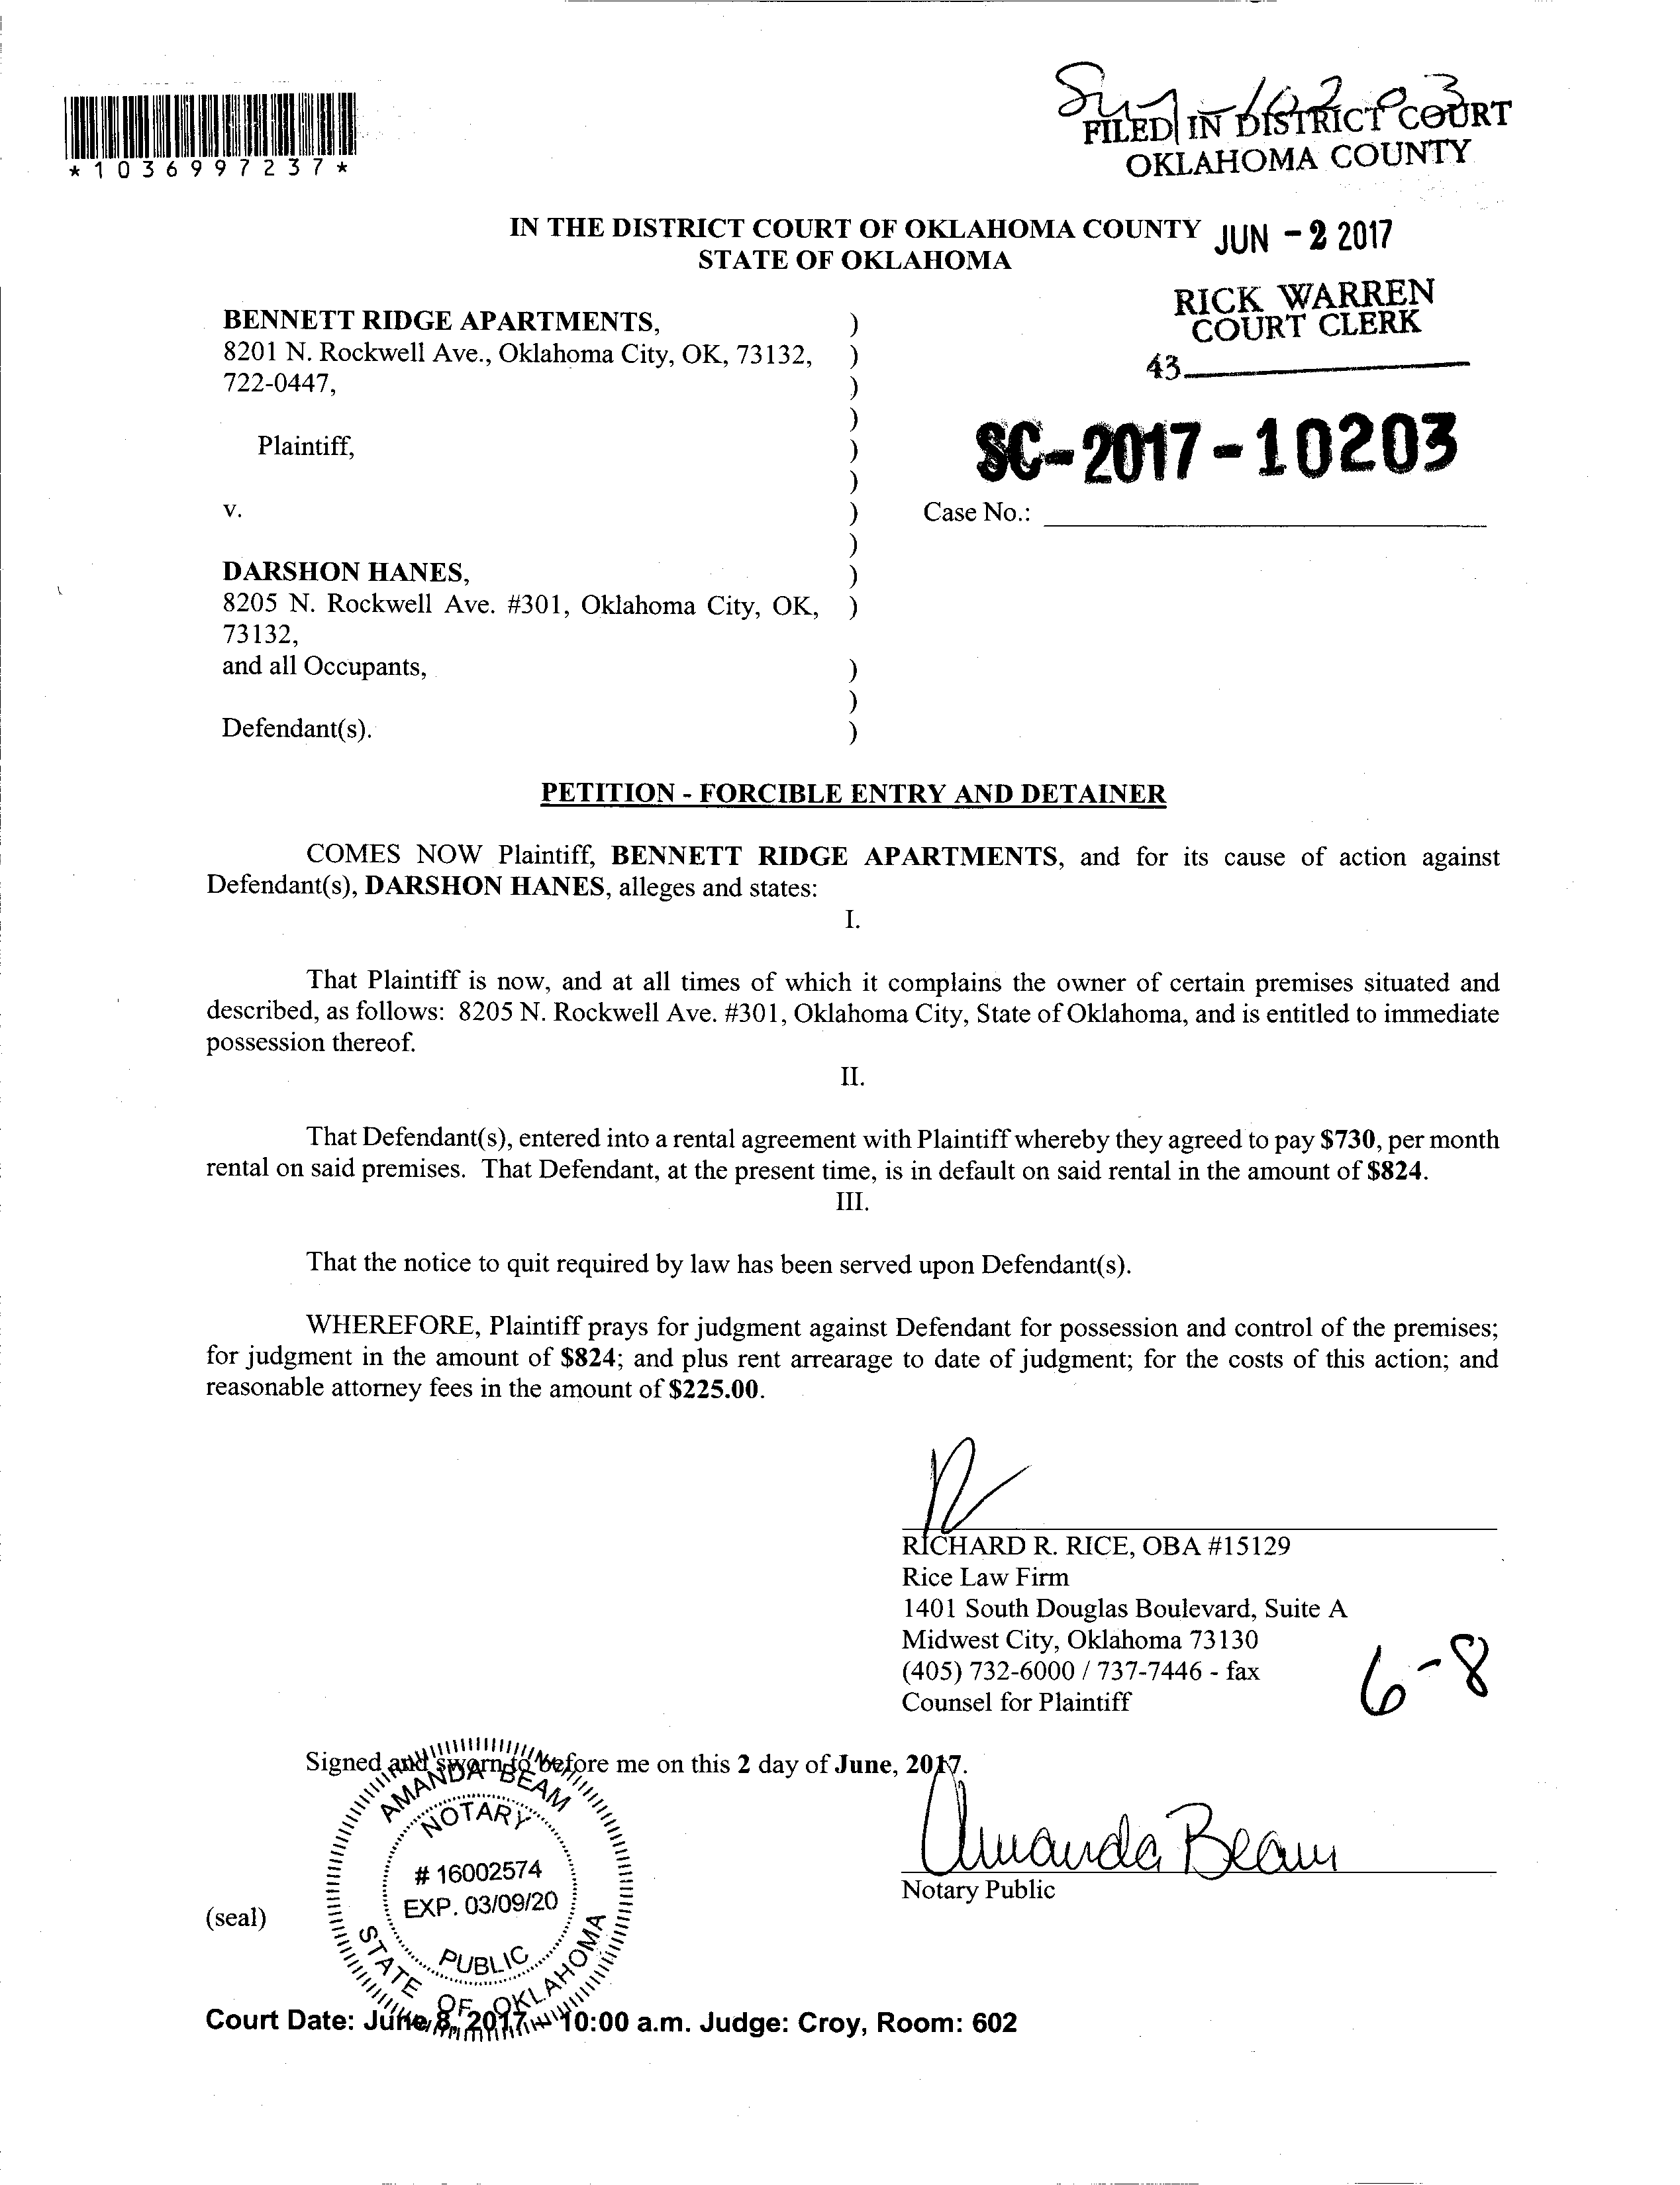 *1036997237*
FILED IN DISTRICT COURT
OKLAHOMA COUNTY
IN THE DISTRICT COURT OF OKLAHOMA COUNTY
JUN - 2 2017
STATE OF OKLAHOMA
RICK WARREN
COURT CLERK
43
BENNETT RIDGE APARTMENTS, )
8201 N. Rockwell Ave., Oklahoma City, OK, 73132, )
722-0447, )
)
Plaintiff, )
SC-2017-10203
)
v. )
Case No.:
)
DARSHON HANES, )
8205 N. Rockwell Ave. #301, Oklahoma City, OK, )
73132,
and all Occupants, )
)
Defendant(s). )
PETITION - FORCIBLE ENTRY AND DETAINER
COMES NOW Plaintiff, BENNETT RIDGE APARTMENTS, and for its cause of action against
Defendant(s), DARSHON HANES, alleges and states:
I.
That Plaintiff is now, and at all times of which it complains the owner of certain premises situated and
described, as follows: 8205 N. Rockwell Ave. #301, Oklahoma City, State of Oklahoma, and is entitled to immediate
possession thereof.
II.
That Defendant(s), entered into a rental agreement with Plaintiff whereby they agreed to pay $730, per month
rental on said premises. That Defendant, at the present time, is in default on said rental in the amount of $824.
III.
That the notice to quit required by law has been served upon Defendant(s).
WHEREFORE, Plaintiff prays for judgment against Defendant for possession and control of the premises;
for judgment in the amount of $824; and plus rent arrearage to date of judgment; for the costs of this action; and
reasonable attorney fees in the amount of $225.00.
RICHARD R. RICE, OBA #15129
Rice Law Firm
1401 South Douglas Boulevard, Suite A
Midwest City, Oklahoma 73130
(405) 732-6000 / 737-7446 - fax
Counsel for Plaintiff
6-8
Signed and sworn to before me on this 2 day of June, 2017.
AMANDA BEAM
NOTARY
# 16002574
EXP. 03/09/20
PUBLIC
STATE OF OKLAHOMA
Amanda Beam
Notary Public
(seal)
Court Date: June 8, 2017 10:00 a.m. Judge: Croy, Room: 602